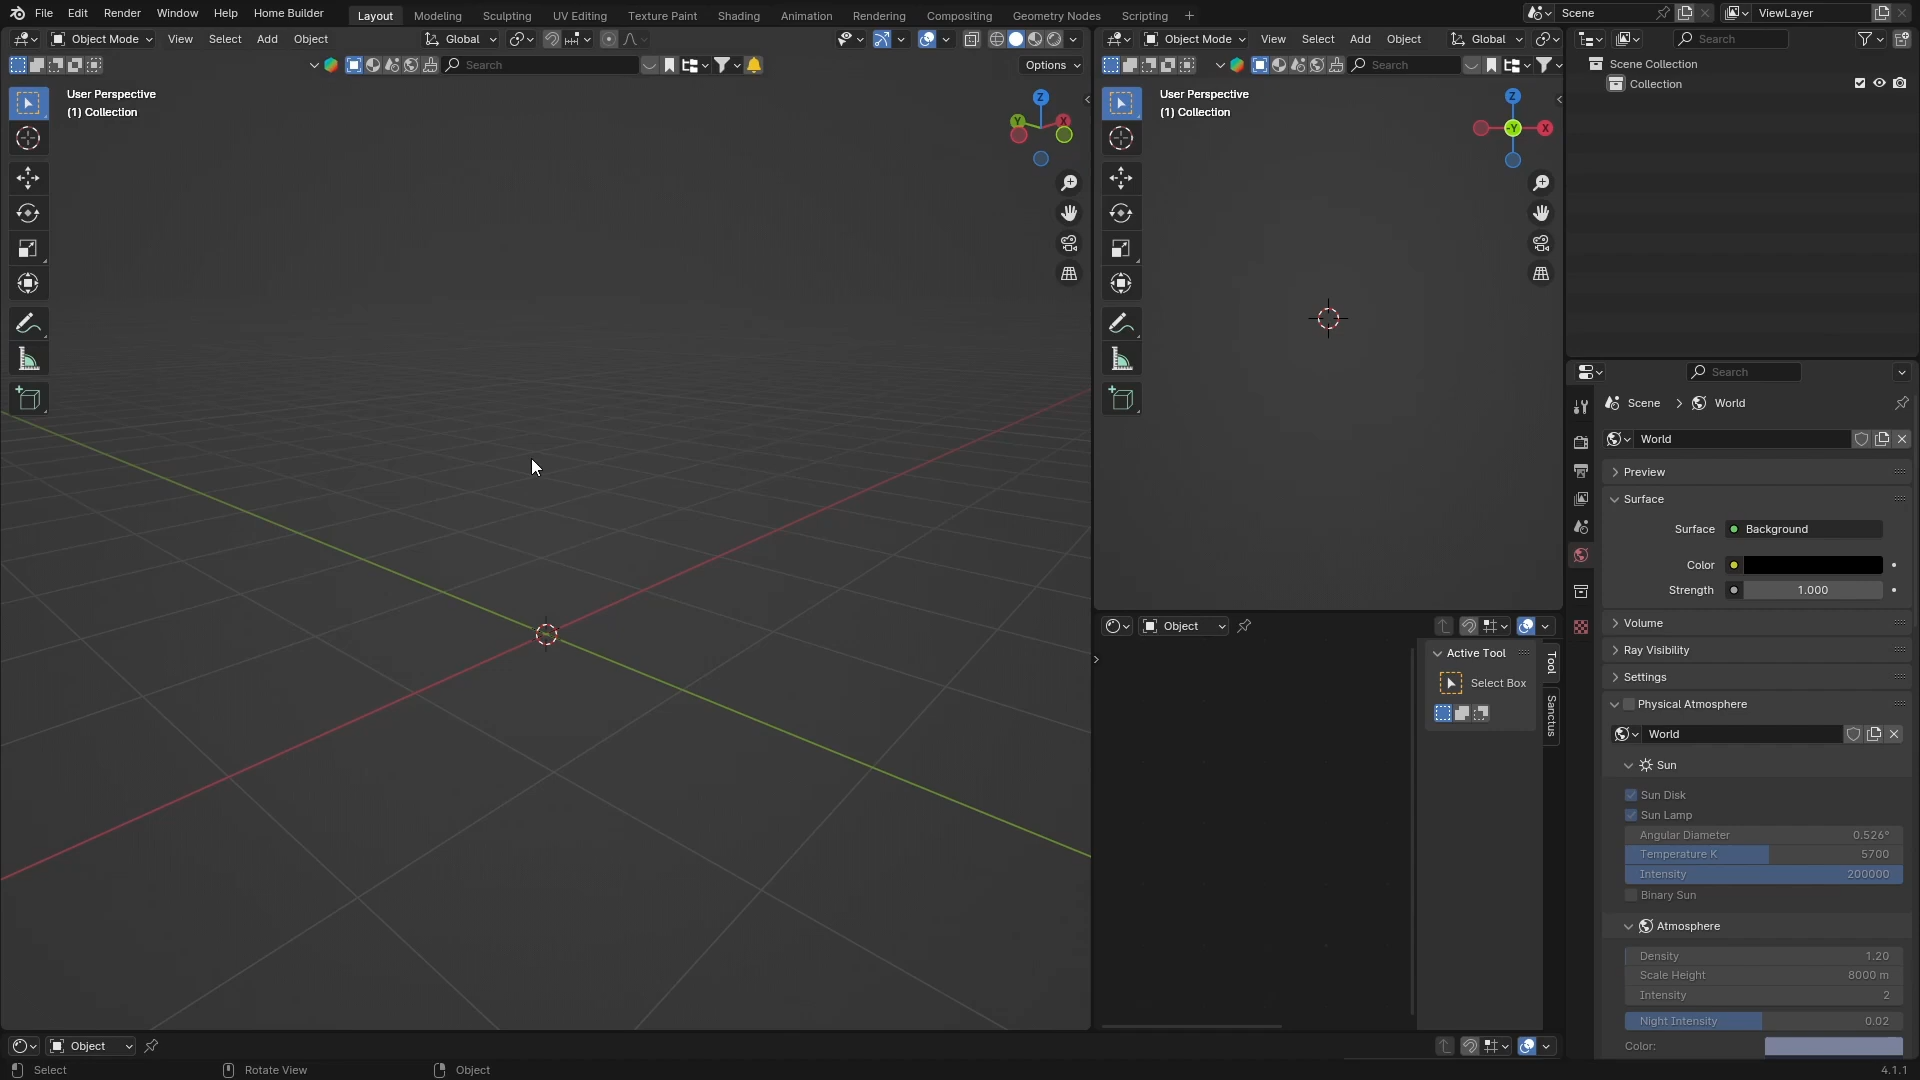 File Edit Render Window Help Home Builder Layout Modeling Sculpting UV Editing Texture Paint Shading Animation Rendering Compositing Geometry Nodes Scripting + Scene ViewLayer
Object Mode View Select Add Object Global
Search Options
User Perspective
(1) Collection
Z
Y X
Object Mode View Select Add Object Global
Search
User Perspective
(1) Collection
Z
-Y X
Search
Scene Collection
Collection
Search
Scene > World
World
Preview
Surface
Surface Background
Color
Strength 1.000
Volume
Ray Visibility
Settings
Physical Atmosphere
World
Sun
Sun Disk
Sun Lamp
Angular Diameter 0.526°
Temperature K 5700
Intensity 200000
Binary Sun
Atmosphere
Density 1.20
Scale Height 8000 m
Intensity 2
Night Intensity 0.02
Color:
Object
Active Tool
Select Box
Tool
Sanctus
Object
Select Rotate View Object 4.1.1